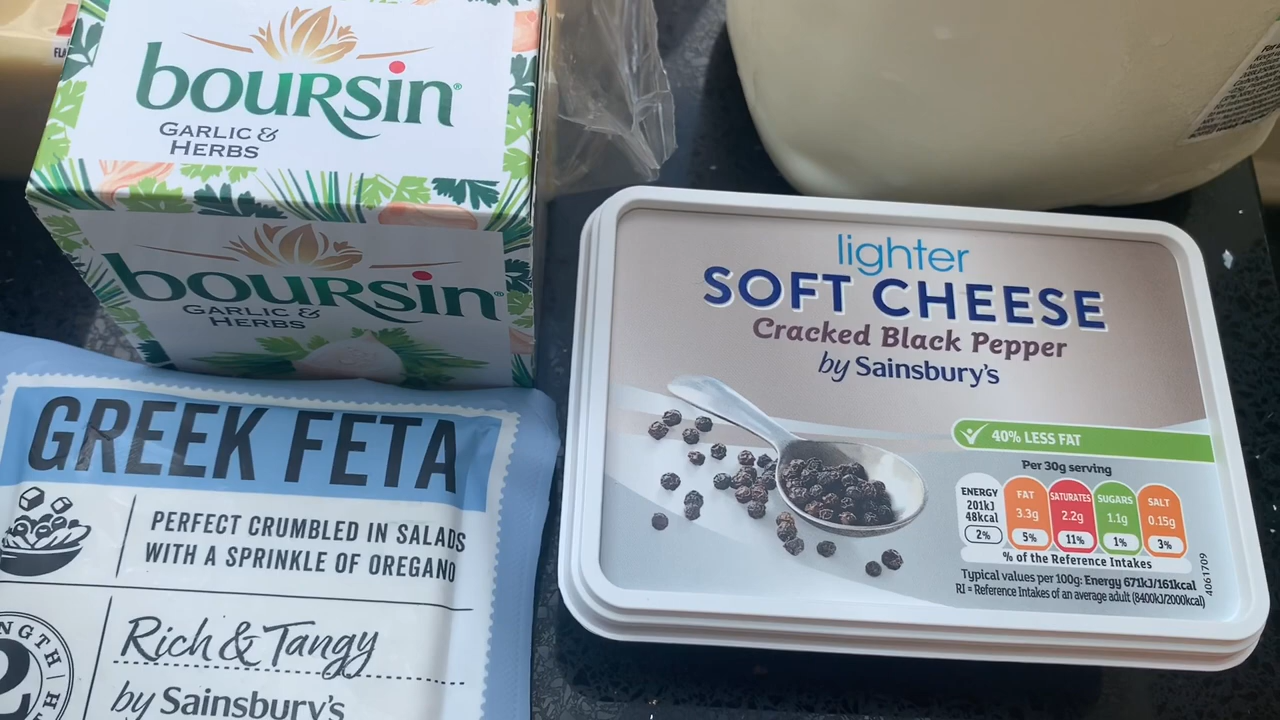 boursin
GARLIC &
HERBS
boursin
GARLIC &
HERBS
GREEK FETA
PERFECT CRUMBLED IN SALADS
WITH A SPRINKLE OF OREGANO
Rich & Tangy
by Sainsbury's
2
lighter
SOFT CHEESE
Cracked Black Pepper
by Sainsbury's
40% LESS FAT
Per 30g serving
ENERGY 201kJ 48kcal 2%
FAT 3.3g 5%
SATURATES 2.2g 11%
SUGARS 1.1g 1%
SALT 0.15g 3%
% of the Reference Intakes
Typical values per 100g: Energy 671kJ/161kcal
RI = Reference Intakes of an average adult (8400kJ/2000kcal)
4061709